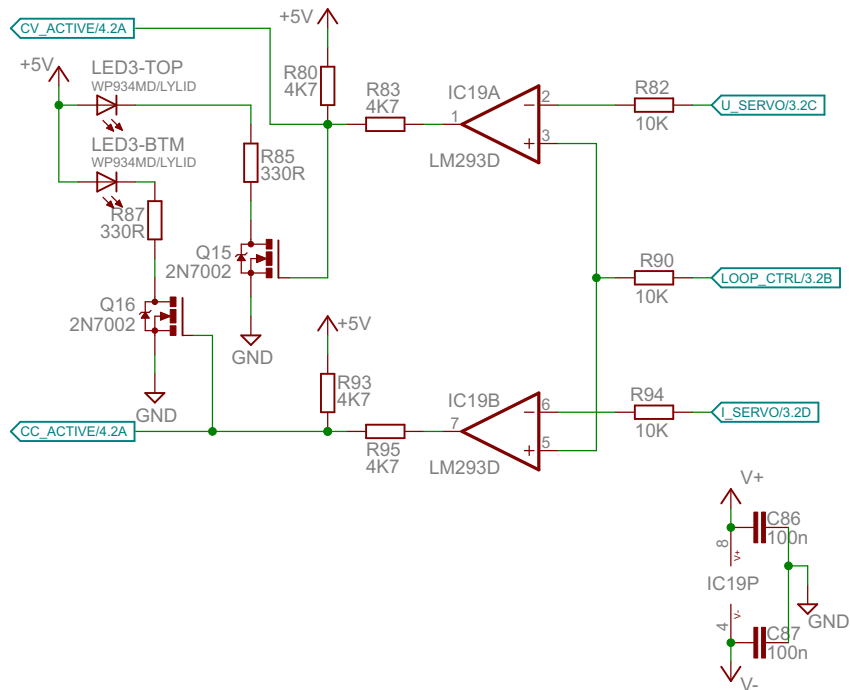 CV_ACTIVE/4.2A
+5V
+5V
LED3-TOP
WP934MD/LYLID
R80
4K7
R83
4K7
IC19A
1
2
3
LM293D
R82
10K
U_SERVO/3.2C
LED3-BTM
WP934MD/LYLID
R85
330R
R87
330R
Q15
2N7002
GND
R90
10K
LOOP_CTRL/3.2B
Q16
2N7002
GND
+5V
R93
4K7
CC_ACTIVE/4.2A
R95
4K7
IC19B
7
6
5
LM293D
R94
10K
I_SERVO/3.2D
V+
C86
100n
8
V+
IC19P
GND
4
V-
C87
100n
V-